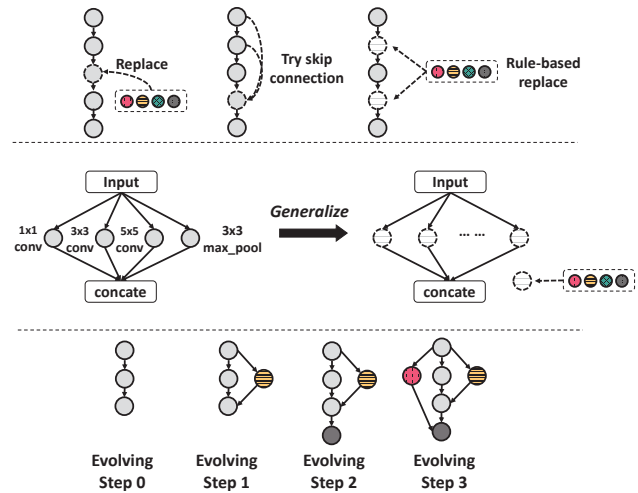 Replace
Try skip
connection
Rule-based
replace
Input
1x1
conv
3x3
conv
5x5
conv
3x3
max_pool
concate
Generalize
Input
... ...
concate
Evolving
Step 0
Evolving
Step 1
Evolving
Step 2
Evolving
Step 3